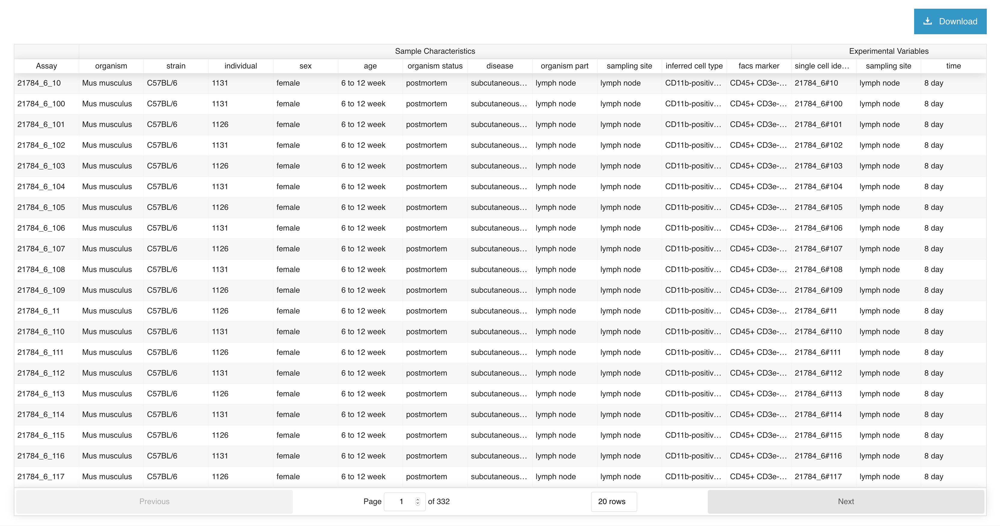 Download
Sample Characteristics Experimental Variables
Assay organism strain individual sex age organism status disease organism part sampling site inferred cell type facs marker single cell ide… sampling site time
21784_6_10 Mus musculus C57BL/6 1131 female 6 to 12 week postmortem subcutaneous… lymph node lymph node CD11b-positiv… CD45+ CD3e-… 21784_6#10 lymph node 8 day
21784_6_100 Mus musculus C57BL/6 1131 female 6 to 12 week postmortem subcutaneous… lymph node lymph node CD11b-positiv… CD45+ CD3e-… 21784_6#100 lymph node 8 day
21784_6_101 Mus musculus C57BL/6 1126 female 6 to 12 week postmortem subcutaneous… lymph node lymph node CD11b-positiv… CD45+ CD3e-… 21784_6#101 lymph node 8 day
21784_6_102 Mus musculus C57BL/6 1131 female 6 to 12 week postmortem subcutaneous… lymph node lymph node CD11b-positiv… CD45+ CD3e-… 21784_6#102 lymph node 8 day
21784_6_103 Mus musculus C57BL/6 1126 female 6 to 12 week postmortem subcutaneous… lymph node lymph node CD11b-positiv… CD45+ CD3e-… 21784_6#103 lymph node 8 day
21784_6_104 Mus musculus C57BL/6 1131 female 6 to 12 week postmortem subcutaneous… lymph node lymph node CD11b-positiv… CD45+ CD3e-… 21784_6#104 lymph node 8 day
21784_6_105 Mus musculus C57BL/6 1126 female 6 to 12 week postmortem subcutaneous… lymph node lymph node CD11b-positiv… CD45+ CD3e-… 21784_6#105 lymph node 8 day
21784_6_106 Mus musculus C57BL/6 1131 female 6 to 12 week postmortem subcutaneous… lymph node lymph node CD11b-positiv… CD45+ CD3e-… 21784_6#106 lymph node 8 day
21784_6_107 Mus musculus C57BL/6 1126 female 6 to 12 week postmortem subcutaneous… lymph node lymph node CD11b-positiv… CD45+ CD3e-… 21784_6#107 lymph node 8 day
21784_6_108 Mus musculus C57BL/6 1131 female 6 to 12 week postmortem subcutaneous… lymph node lymph node CD11b-positiv… CD45+ CD3e-… 21784_6#108 lymph node 8 day
21784_6_109 Mus musculus C57BL/6 1126 female 6 to 12 week postmortem subcutaneous… lymph node lymph node CD11b-positiv… CD45+ CD3e-… 21784_6#109 lymph node 8 day
21784_6_11 Mus musculus C57BL/6 1126 female 6 to 12 week postmortem subcutaneous… lymph node lymph node CD11b-positiv… CD45+ CD3e-… 21784_6#11 lymph node 8 day
21784_6_110 Mus musculus C57BL/6 1131 female 6 to 12 week postmortem subcutaneous… lymph node lymph node CD11b-positiv… CD45+ CD3e-… 21784_6#110 lymph node 8 day
21784_6_111 Mus musculus C57BL/6 1126 female 6 to 12 week postmortem subcutaneous… lymph node lymph node CD11b-positiv… CD45+ CD3e-… 21784_6#111 lymph node 8 day
21784_6_112 Mus musculus C57BL/6 1131 female 6 to 12 week postmortem subcutaneous… lymph node lymph node CD11b-positiv… CD45+ CD3e-… 21784_6#112 lymph node 8 day
21784_6_113 Mus musculus C57BL/6 1126 female 6 to 12 week postmortem subcutaneous… lymph node lymph node CD11b-positiv… CD45+ CD3e-… 21784_6#113 lymph node 8 day
21784_6_114 Mus musculus C57BL/6 1131 female 6 to 12 week postmortem subcutaneous… lymph node lymph node CD11b-positiv… CD45+ CD3e-… 21784_6#114 lymph node 8 day
21784_6_115 Mus musculus C57BL/6 1126 female 6 to 12 week postmortem subcutaneous… lymph node lymph node CD11b-positiv… CD45+ CD3e-… 21784_6#115 lymph node 8 day
21784_6_116 Mus musculus C57BL/6 1131 female 6 to 12 week postmortem subcutaneous… lymph node lymph node CD11b-positiv… CD45+ CD3e-… 21784_6#116 lymph node 8 day
21784_6_117 Mus musculus C57BL/6 1126 female 6 to 12 week postmortem subcutaneous… lymph node lymph node CD11b-positiv… CD45+ CD3e-… 21784_6#117 lymph node 8 day
Previous Page 1 of 332 20 rows Next